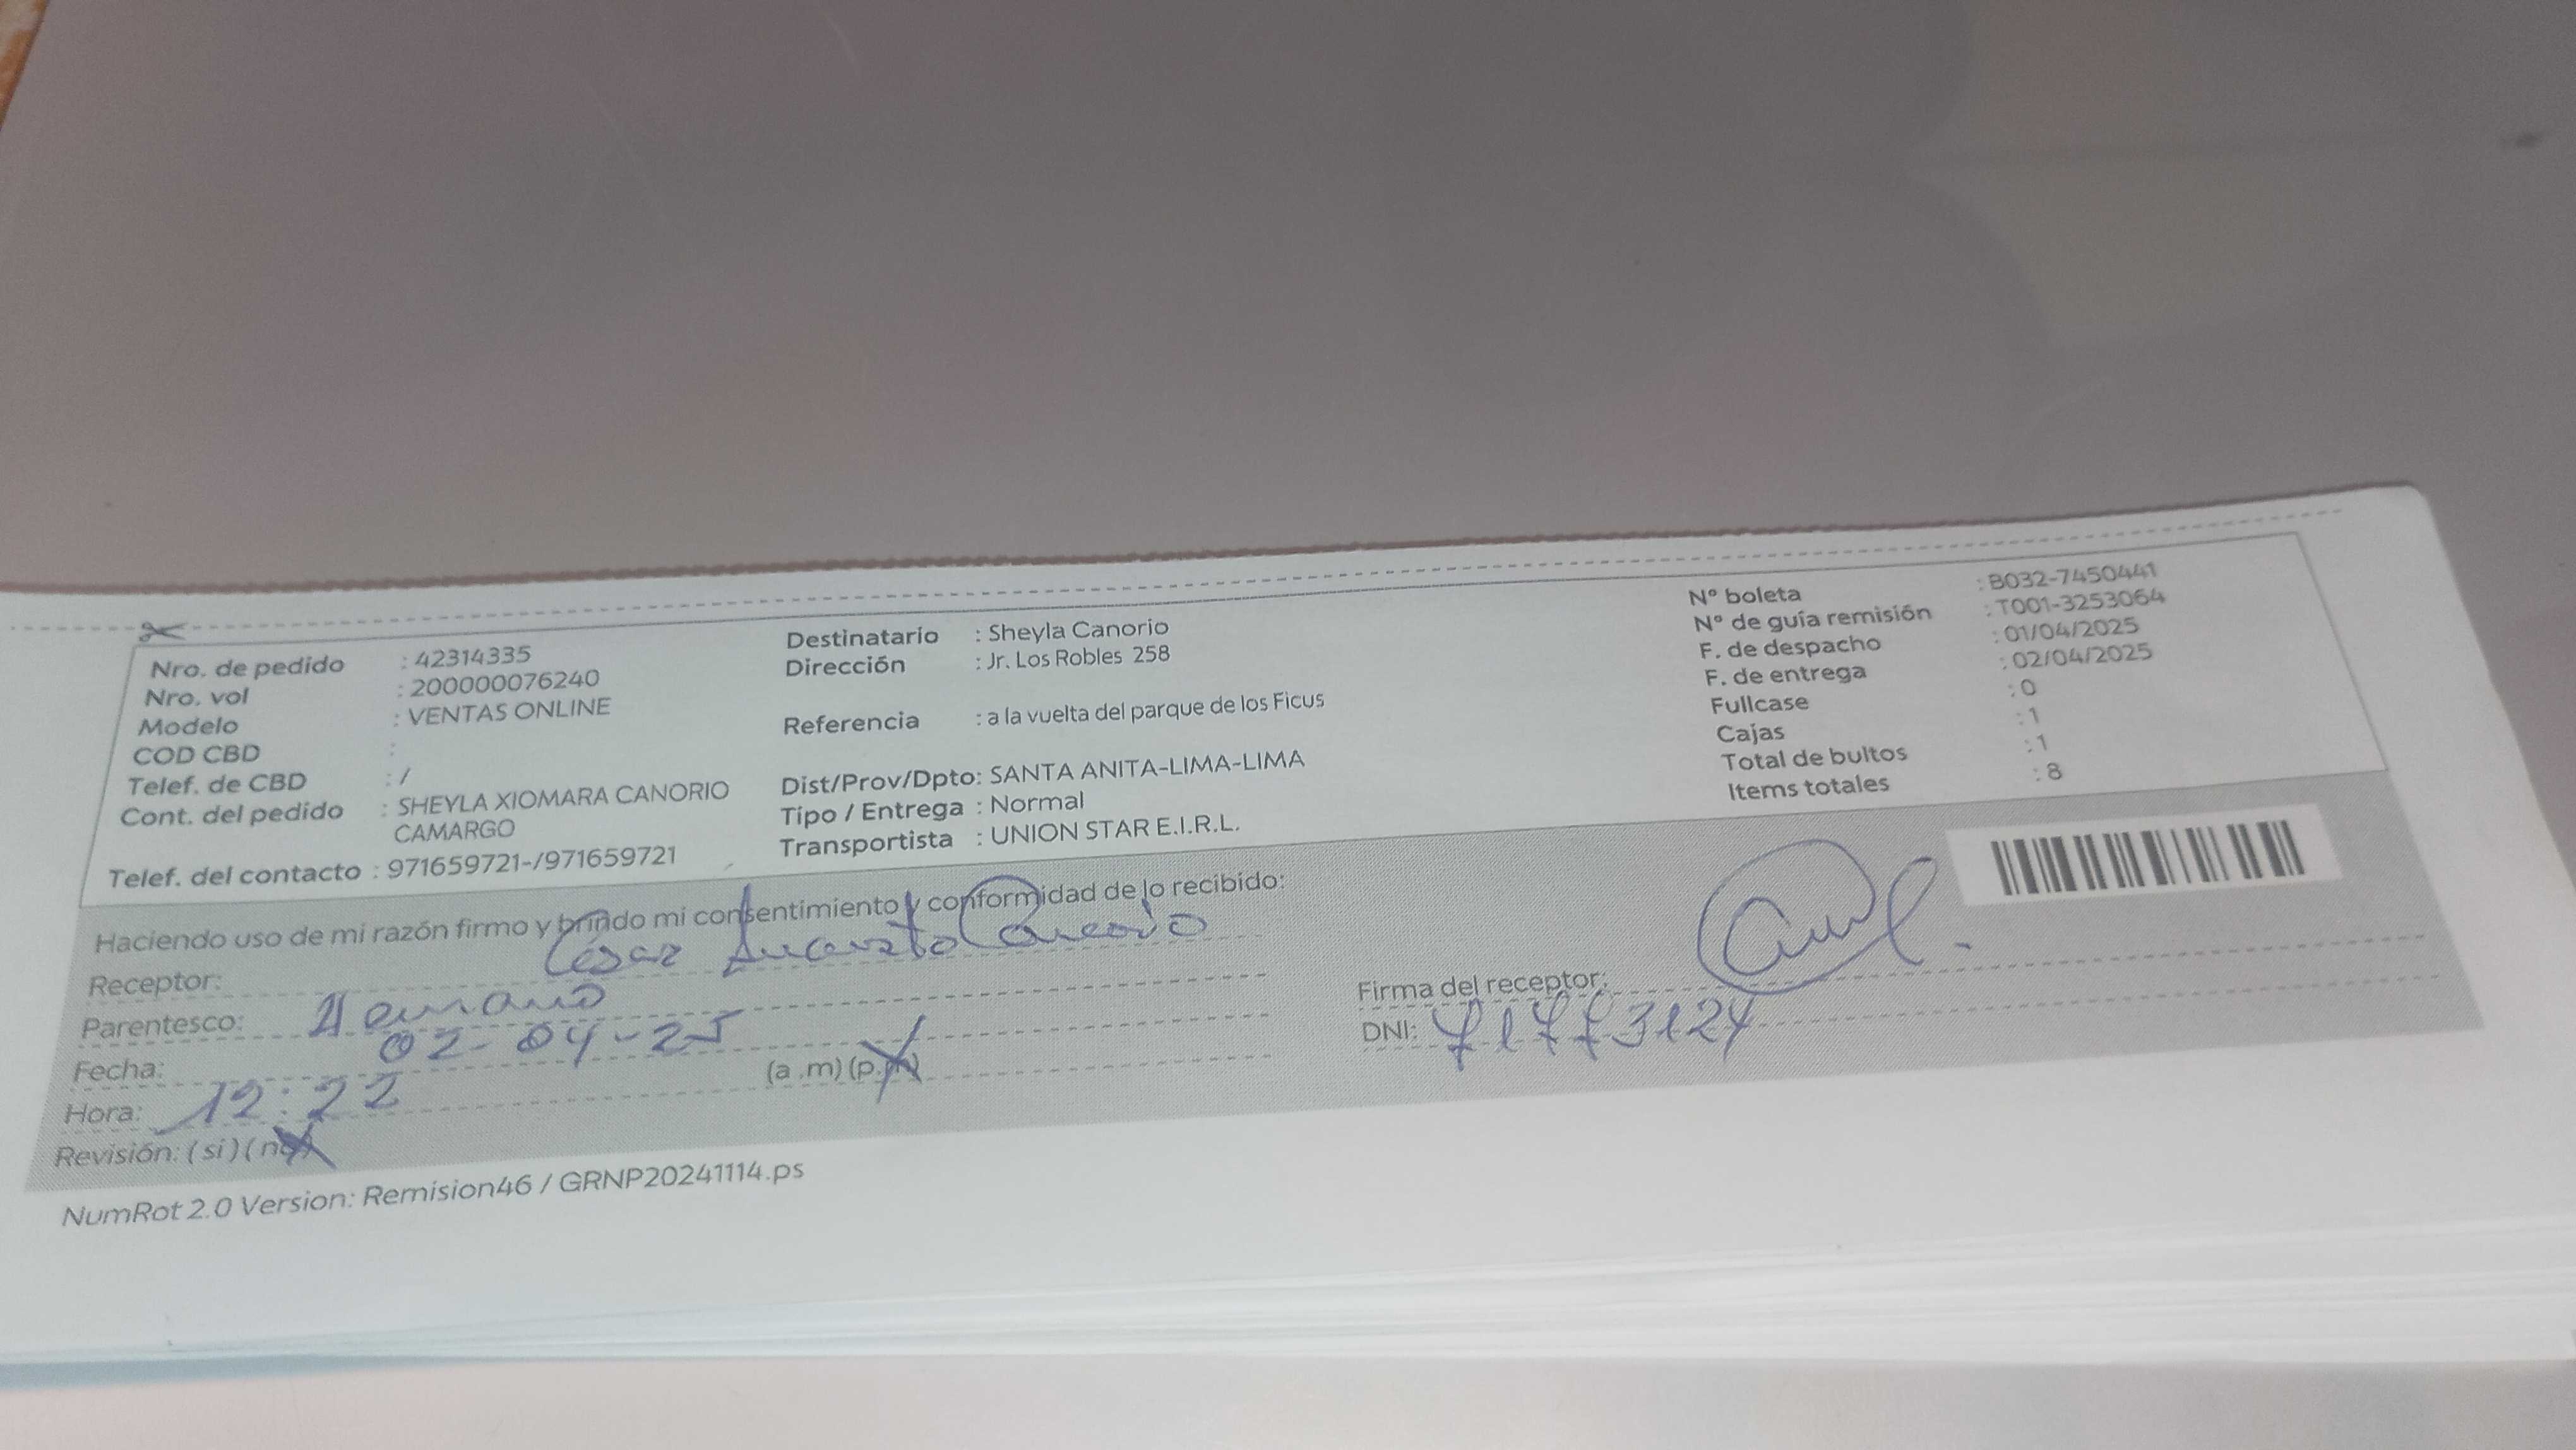 Nro. de pedido : 42314335
Nro. vol : 200000076240
Modelo : VENTAS ONLINE
COD CBD :
Telef. de CBD : /
Cont. del pedido : SHEYLA XIOMARA CANORIO
CAMARGO
Telef. del contacto : 971659721-/971659721
Destinatario : Sheyla Canorio
Dirección : Jr. Los Robles 258
Referencia : a la vuelta del parque de los Ficus
Dist/Prov/Dpto: SANTA ANITA-LIMA-LIMA
Tipo / Entrega : Normal
Transportista : UNION STAR E.I.R.L.
N° boleta : B032-7450441
N° de guía remisión : T001-3253064
F. de despacho : 01/04/2025
F. de entrega : 02/04/2025
Fullcase : 0
Cajas : 1
Total de bultos : 1
Items totales : 8
Haciendo uso de mi razón firmo y brindo mi consentimiento y conformidad de lo recibido:
Receptor: César Augusto Canorio
Parentesco: Hermano
Fecha: 02-04-25
Hora: 12:22 (a.m) (p.m)
Revisión: (si) (no)
Firma del receptor:
DNI: 71773124
NumRot 2.0 Version: Remision46 / GRNP20241114.ps